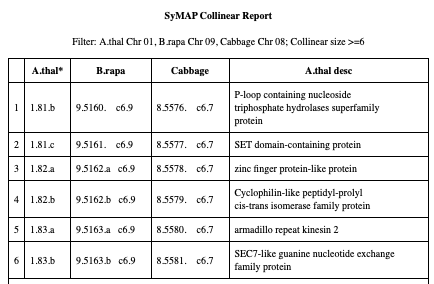 SyMAP Collinear Report
Filter: A.thal Chr 01, B.rapa Chr 09, Cabbage Chr 08; Collinear size >=6
A.thal* B.rapa Cabbage A.thal desc
1 1.81.b 9.5160. c6.9 8.5576. c6.7 P-loop containing nucleoside
triphosphate hydrolases superfamily
protein
2 1.81.c 9.5161. c6.9 8.5577. c6.7 SET domain-containing protein
3 1.82.a 9.5162.a c6.9 8.5578. c6.7 zinc finger protein-like protein
4 1.82.b 9.5162.b c6.9 8.5579. c6.7 Cyclophilin-like peptidyl-prolyl
cis-trans isomerase family protein
5 1.83.a 9.5163.a c6.9 8.5580. c6.7 armadillo repeat kinesin 2
6 1.83.b 9.5163.b c6.9 8.5581. c6.7 SEC7-like guanine nucleotide exchange
family protein